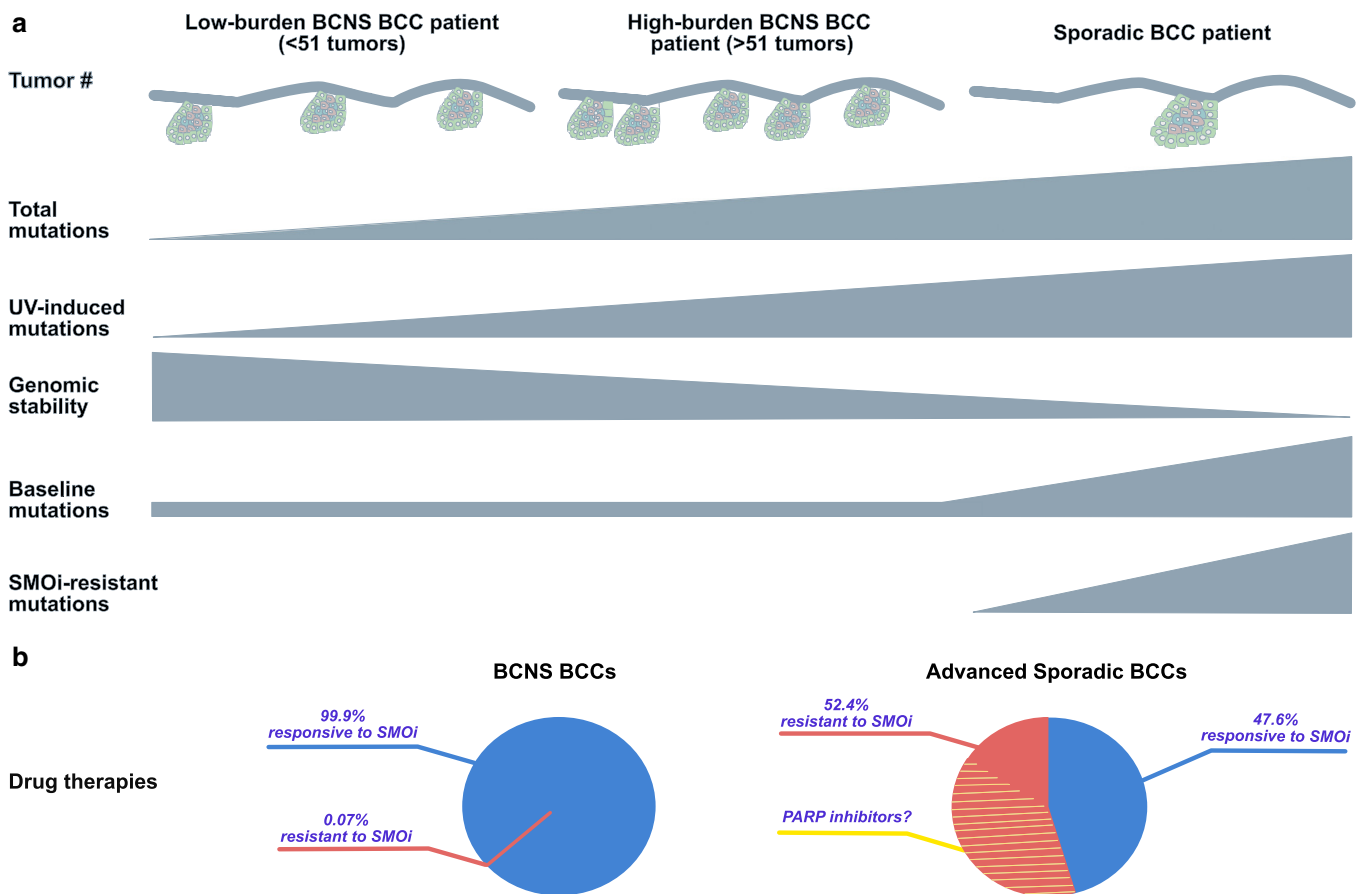 a
Low-burden BCNS BCC patient
(<51 tumors)
High-burden BCNS BCC
patient (>51 tumors)
Sporadic BCC patient
Tumor #
Total
mutations
UV-induced
mutations
Genomic
stability
Baseline
mutations
SMOi-resistant
mutations
b
BCNS BCCs
Advanced Sporadic BCCs
Drug therapies
99.9%
responsive to SMOi
0.07%
resistant to SMOi
52.4%
resistant to SMOi
47.6%
responsive to SMOi
PARP inhibitors?